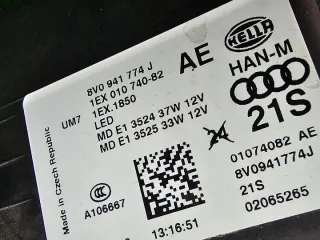 8V0 941 774 J
AE
HELLA
1EX 010 740-82
1EX.1850
HAN-M
UM7
LED
MD E1 3524 37W 12V
MD E1 3525 33W 12V
21S
Made in Czech Republic
01074082 AE
8V0941774J
CCC
A106667
21S
02065265
13:16:51